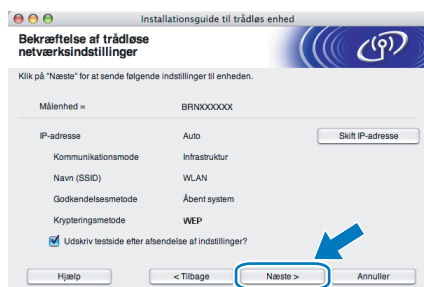 Installationsguide til trådløs enhed
Bekræftelse af trådløse
netværksindstillinger
Klik på "Næste" for at sende følgende indstillinger til enheden.
Målenhed = BRNXXXXXX
IP-adresse Auto Skift IP-adresse
Kommunikationsmode Infrastruktur
Navn (SSID) WLAN
Godkendelsesmetode Åbent system
Krypteringsmetode WEP
Udskriv testside efter afsendelse af indstillinger?
Hjælp < Tilbage Næste > Annuller